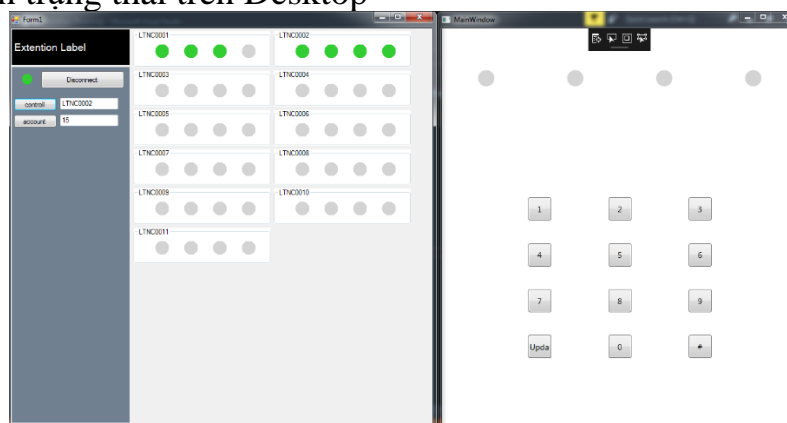 trạng thái trên Desktop
Form1
Extention Label
Disconnect
controll LTNC0002
account 15
LTNC0001 LTNC0002
LTNC0003 LTNC0004
LTNC0005 LTNC0006
LTNC0007 LTNC0008
LTNC0009 LTNC0010
LTNC0011
MainWindow
1 2 3
4 5 6
7 8 9
Upda 0 #